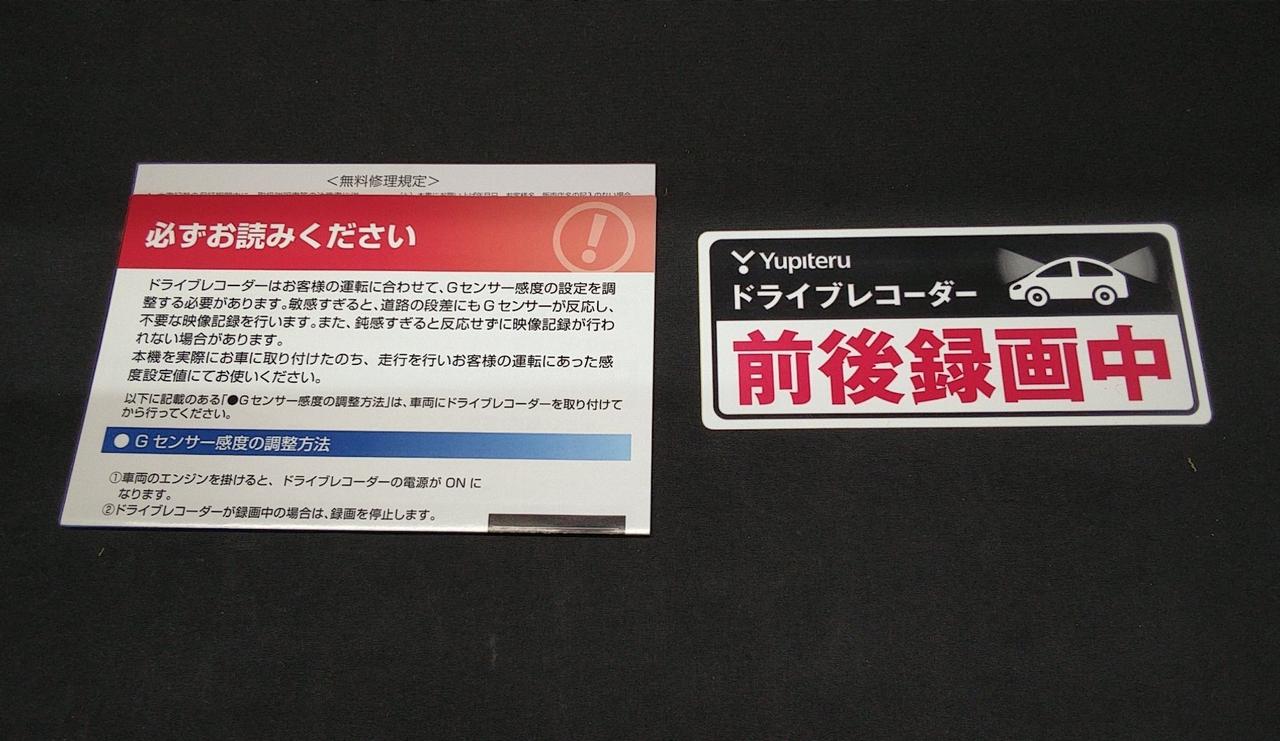 <無料修理規定>
必ずお読みください
ドライブレコーダーはお客様の運転に合わせて、Gセンサー感度の設定を調
整する必要があります。敏感すぎると、道路の段差にもGセンサーが反応し、
不要な映像記録を行います。また、鈍感すぎると反応せずに映像記録が行わ
れない場合があります。
本機を実際にお車に取り付けたのち、走行を行いお客様の運転にあった感
度設定値にてお使いください。
以下に記載のある「●Gセンサー感度の調整方法」は、車両にドライブレコーダーを取り付けて
から行ってください。
● G センサー感度の調整方法
①車両のエンジンを掛けると、ドライブレコーダーの電源が ON に
なります。
②ドライブレコーダーが録画中の場合は、録画を停止します。
Yupiteru
ドライブレコーダー
前後録画中